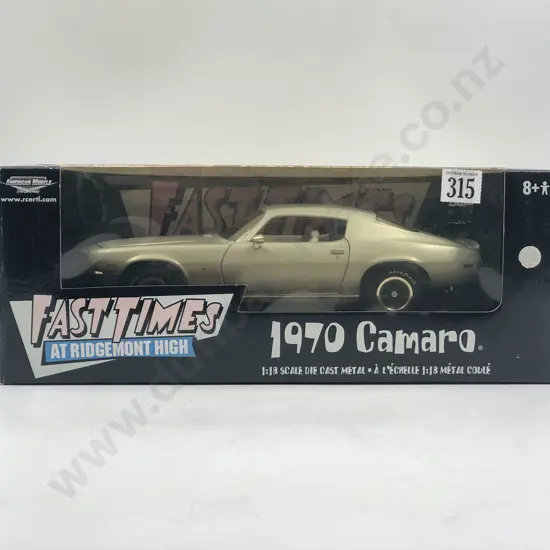 AMERICAN MUSCLE
www.rcertl.com
315
8+
FAST TIMES
AT RIDGEMONT HIGH
1970 Camaro®
1:18 SCALE DIE CAST METAL • À L'ÉCHELLE 1:18 MÉTAL COULÉ